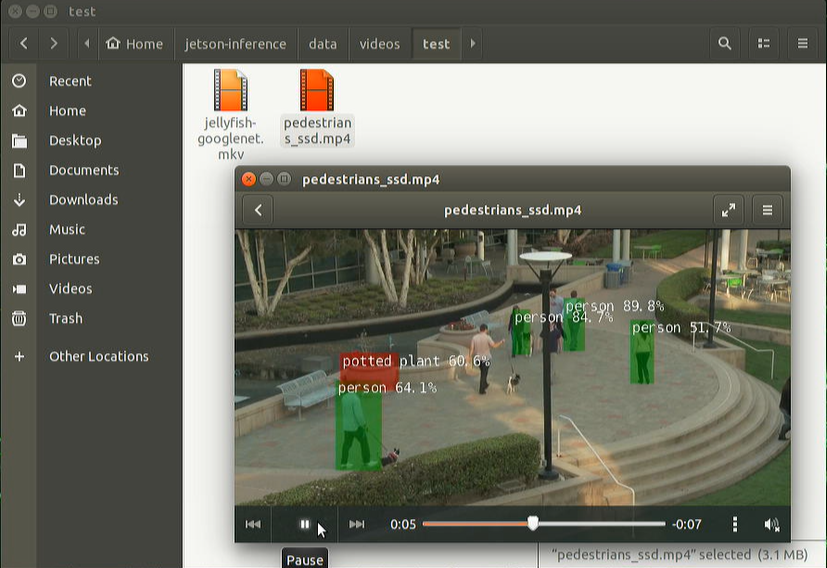 test
Home
jetson-inference
data
videos
test
Recent
Home
Desktop
Documents
Downloads
Music
Pictures
Videos
Trash
Other Locations
jellyfish-
googlenet.
mkv
pedestrian
s_ssd.mp4
pedestrians_ssd.mp4
pedestrians_ssd.mp4
person 89.8%
person 84.7%
person 51.7%
potted plant 60.6%
person 64.1%
0:05
-0:07
Pause
"pedestrians_ssd.mp4" selected (3.1 MB)